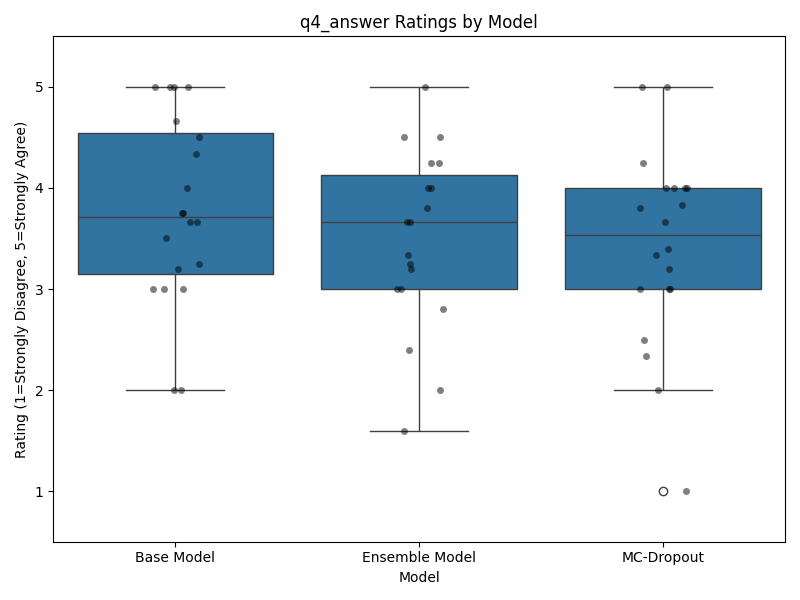 q4_answer Ratings by Model
Rating (1=Strongly Disagree, 5=Strongly Agree)
5
4
3
2
1
Base Model
Ensemble Model
MC-Dropout
Model